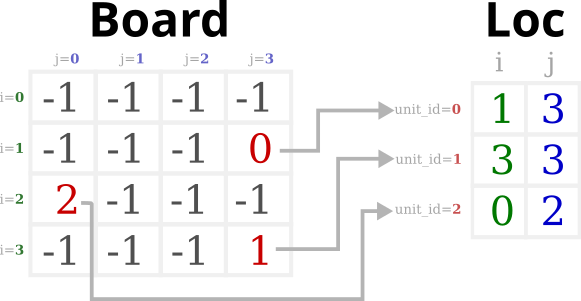 Board Loc
j=0 j=1 j=2 j=3 i j
i=0 -1 -1 -1 -1 unit_id=0 1 3
i=1 -1 -1 -1 0 unit_id=1 3 3
i=2 2 -1 -1 -1 unit_id=2 0 2
i=3 -1 -1 -1 1